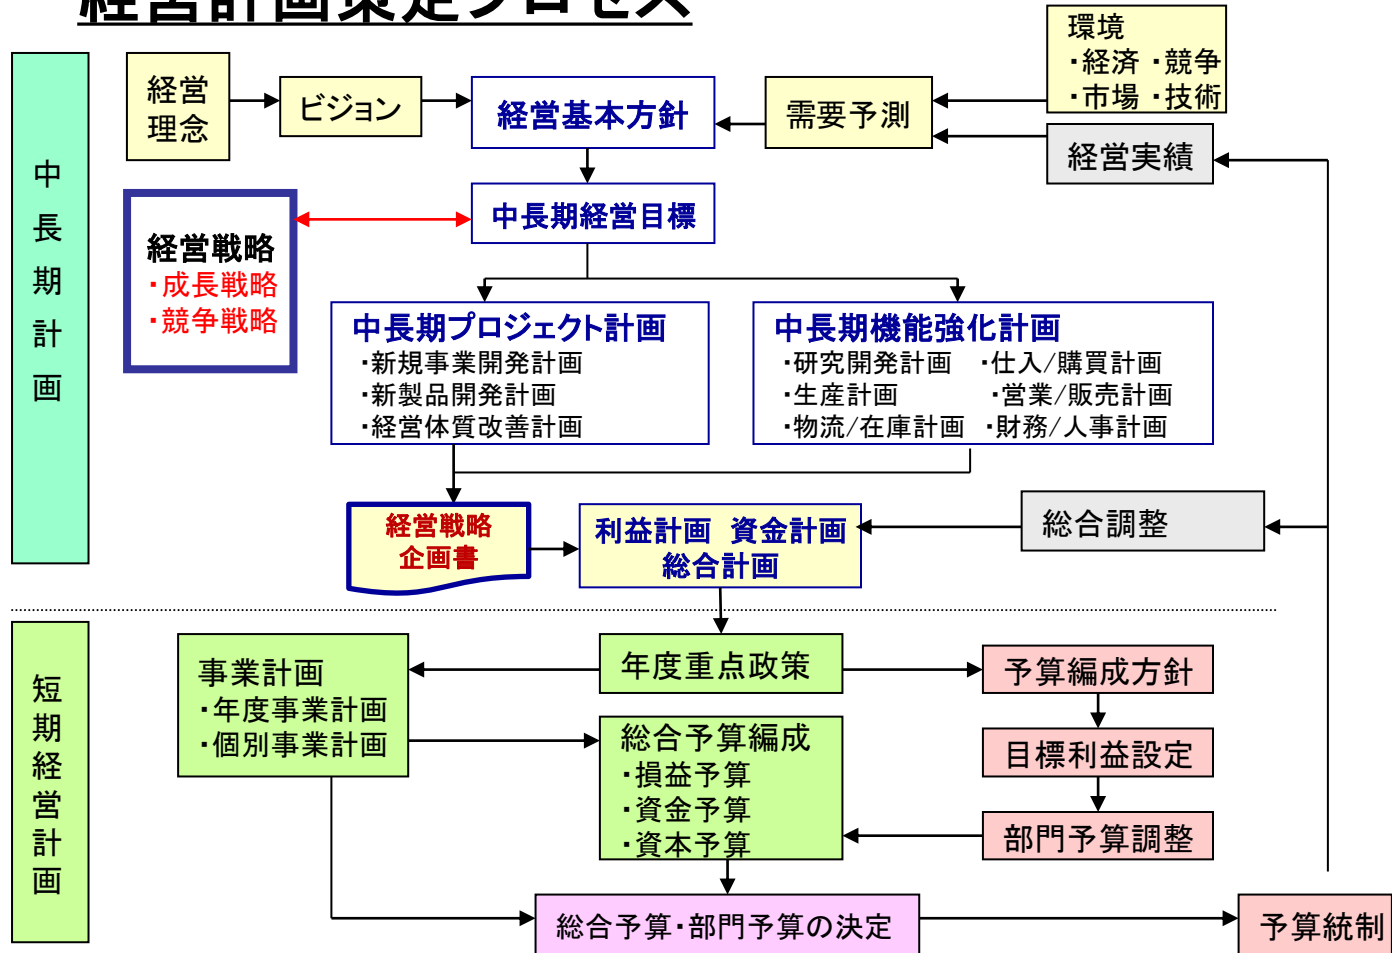 経営計画策定プロセス
中長期計画
経営
理念
ビジョン
経営基本方針
需要予測
環境
・経済 ・競争
・市場 ・技術
経営実績
経営戦略
・成長戦略
・競争戦略
中長期経営目標
中長期プロジェクト計画
・新規事業開発計画
・新製品開発計画
・経営体質改善計画
中長期機能強化計画
・研究開発計画 ・仕入/購買計画
・生産計画 ・営業/販売計画
・物流/在庫計画 ・財務/人事計画
経営戦略
企画書
利益計画 資金計画
総合計画
総合調整
短期経営計画
事業計画
・年度事業計画
・個別事業計画
年度重点政策
総合予算編成
・損益予算
・資金予算
・資本予算
予算編成方針
目標利益設定
部門予算調整
総合予算・部門予算の決定
予算統制